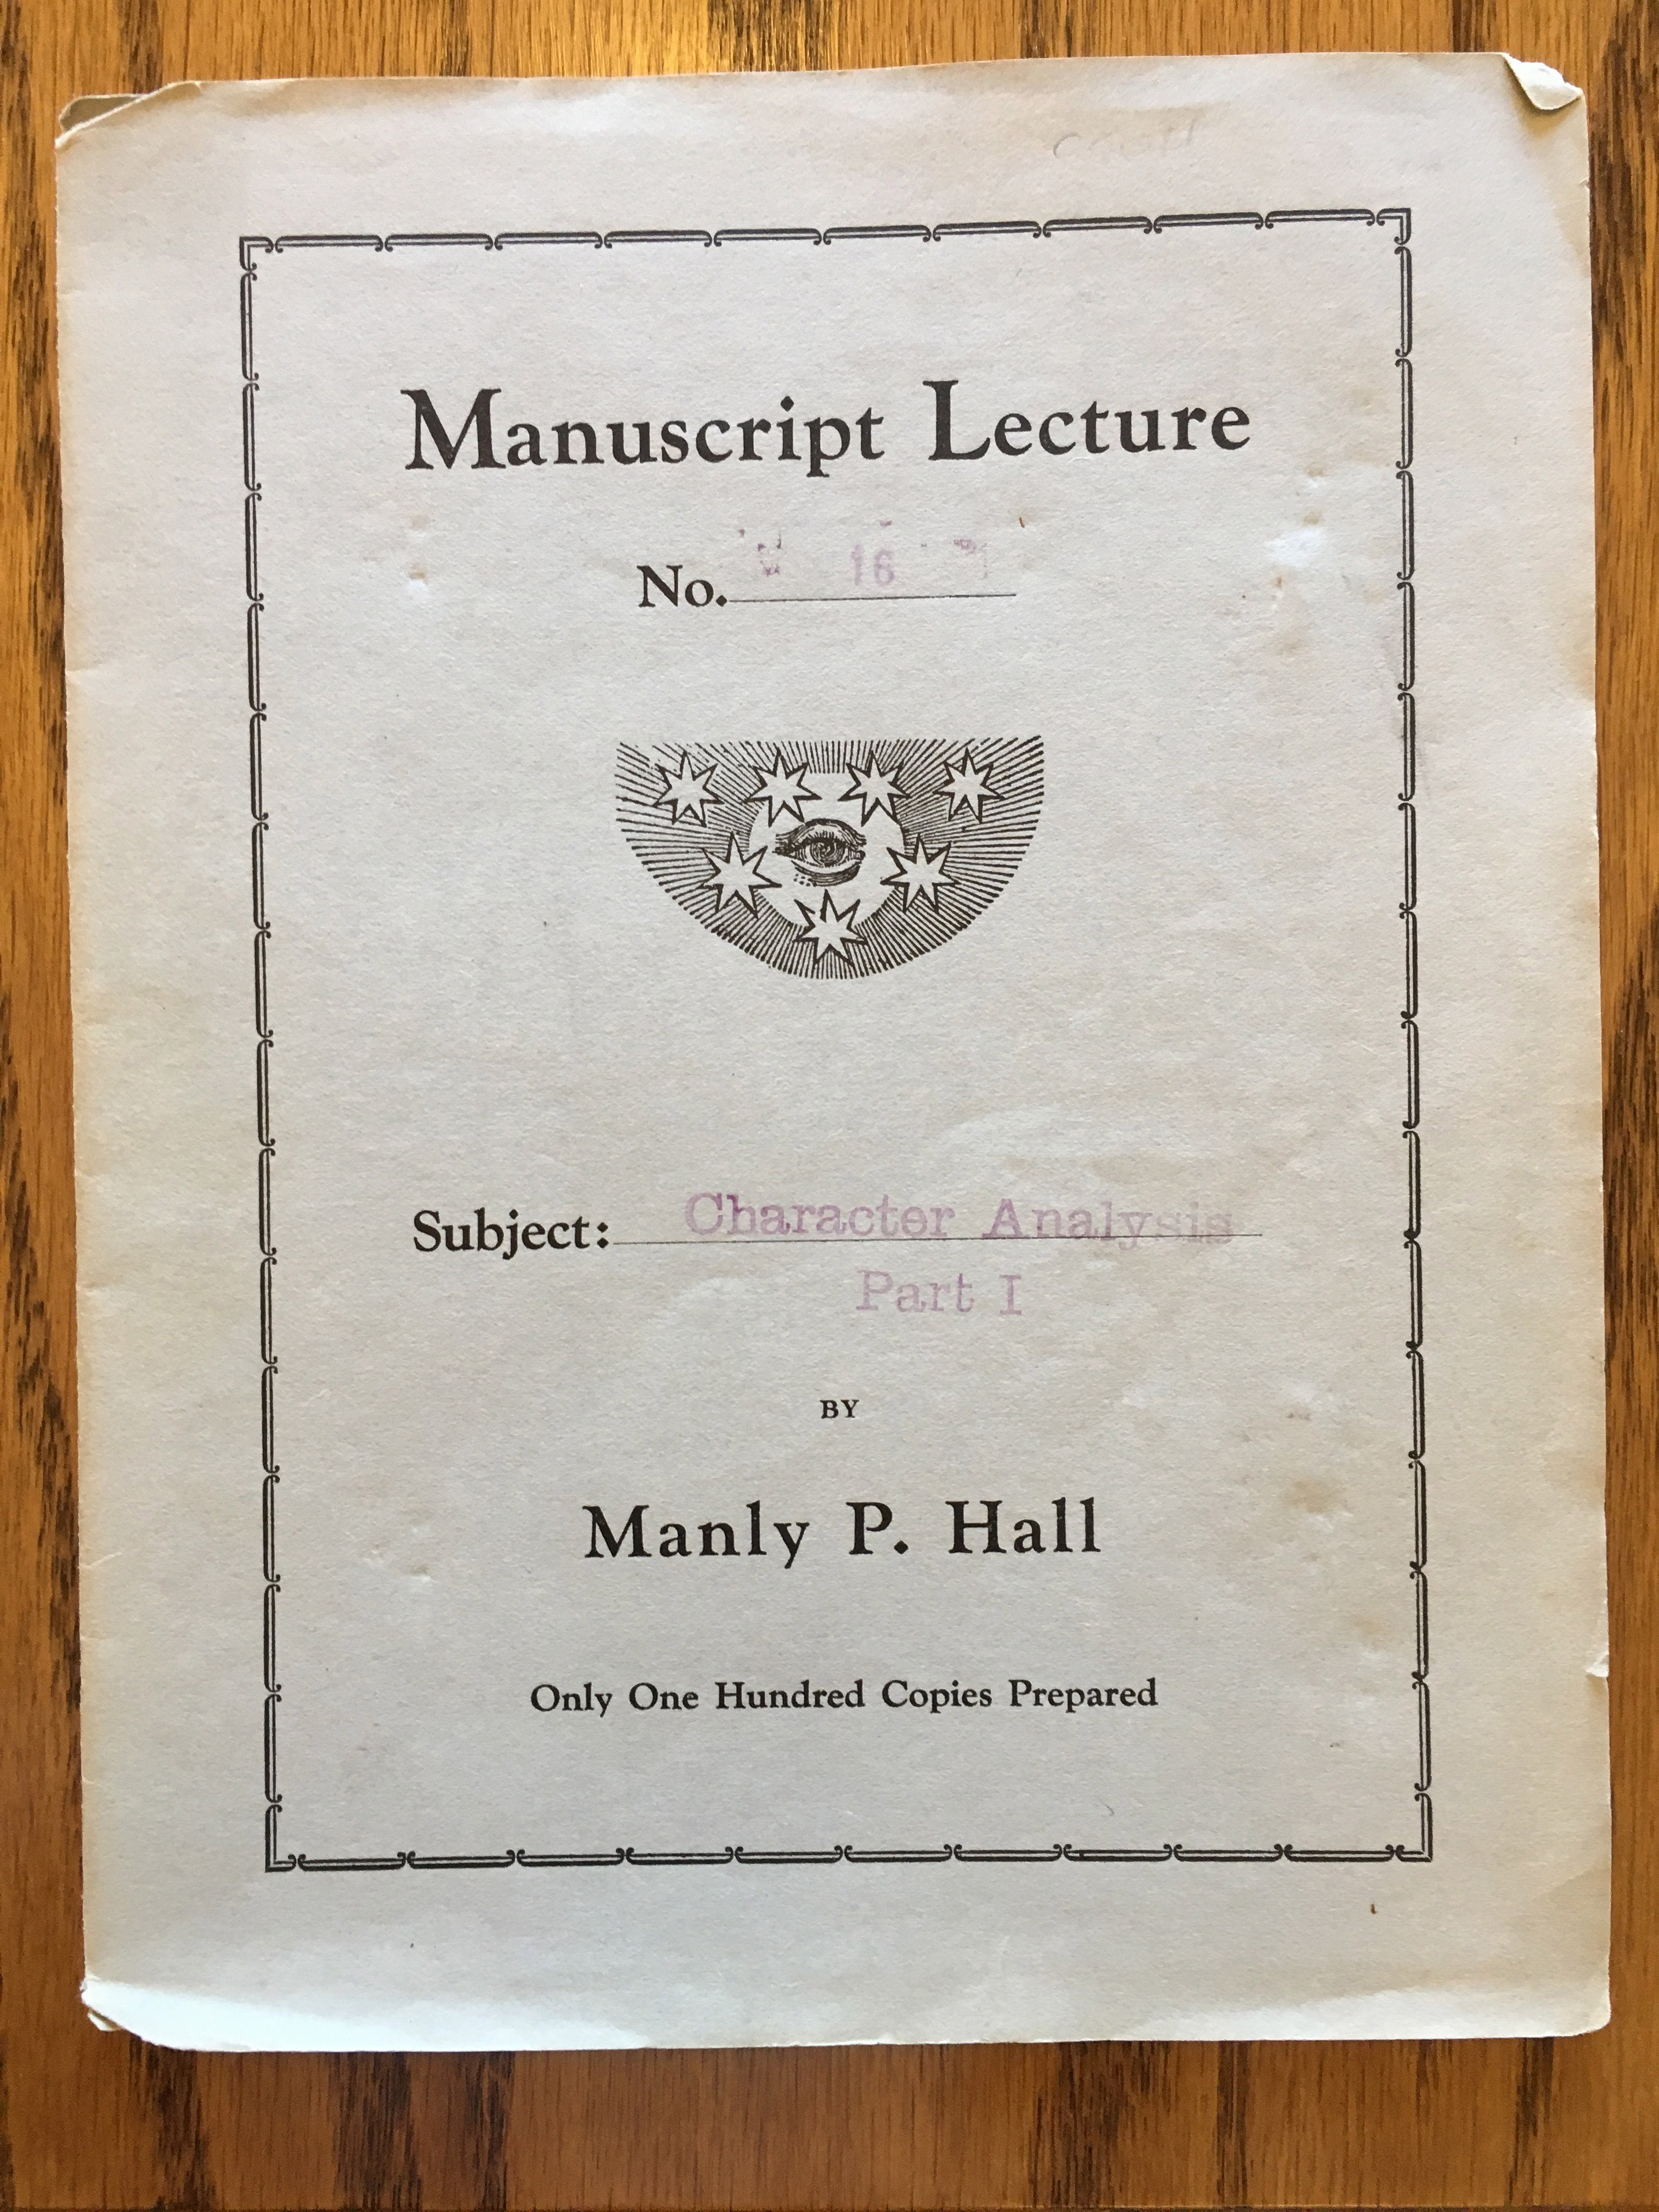 Manuscript Lecture
No. 16
Subject: Character Analysis
Part I
BY
Manly P. Hall
Only One Hundred Copies Prepared